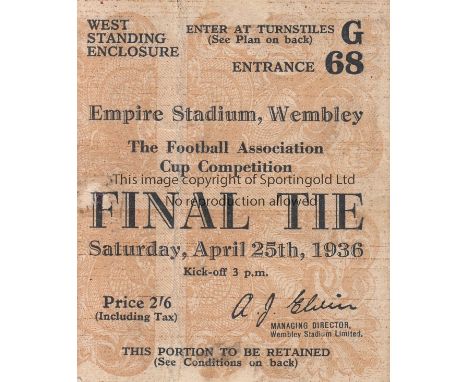 WEST
STANDING
ENCLOSURE
ENTER AT TURNSTILES G
(See Plan on back)
ENTRANCE 68
Empire Stadium, Wembley
The Football Association
Cup Competition
This image copyright of Sportingold Ltd
No reproduction allowed
FINAL TIE
Saturday, April 25th, 1936
Kick-off 3 p.m.
Price 2/6
(Including Tax)
A. J. Elvin
MANAGING DIRECTOR,
Wembley Stadium Limited.
THIS PORTION TO BE RETAINED
(See Conditions on back)